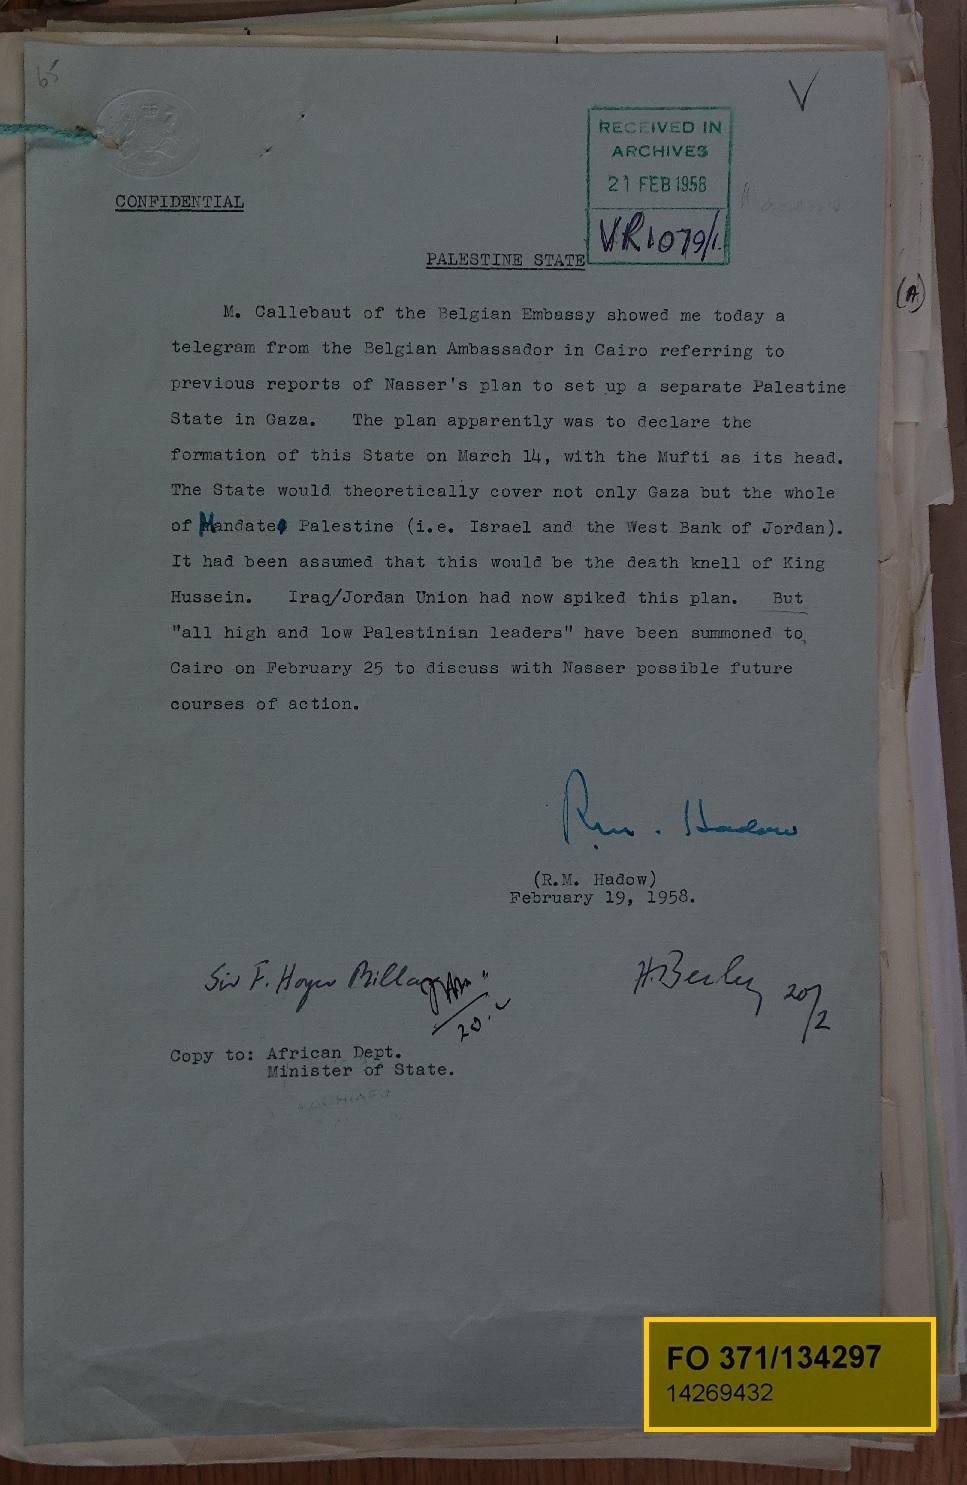 65
V
RECEIVED IN
ARCHIVES
21 FEB 1958
VR1079/1
CONFIDENTIAL
PALESTINE STATE
(A)
M. Callebaut of the Belgian Embassy showed me today a
telegram from the Belgian Ambassador in Cairo referring to
previous reports of Nasser's plan to set up a separate Palestine
State in Gaza. The plan apparently was to declare the
formation of this State on March 14, with the Mufti as its head.
The State would theoretically cover not only Gaza but the whole
of Mandate Palestine (i.e. Israel and the West Bank of Jordan).
It had been assumed that this would be the death knell of King
Hussein. Iraq/Jordan Union had now spiked this plan. But
"all high and low Palestinian leaders" have been summoned to
Cairo on February 25 to discuss with Nasser possible future
courses of action.
R.M. Hadow
(R.M. Hadow)
February 19, 1958.
Sir F. Hoyer Millar
20.2
H. Beeley 20/2
Copy to: African Dept.
Minister of State.
FO 371/134297
14269432